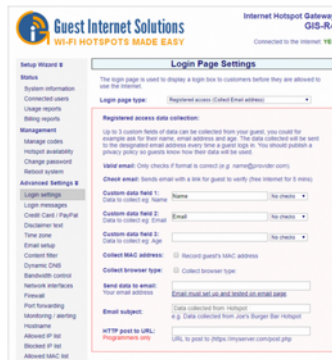 Guest Internet Solutions
WI-FI HOTSPOTS MADE EASY
Internet Hotspot Gatewa
GIS-R
Connected to the internet: YE
Setup Wizard
Status
System information
Connected users
Usage reports
Billing reports
Management
Manage codes
Hotspot availability
Change password
Reboot system
Advanced Settings
Login settings
Login messages
Credit Card / PayPal
Disclaimer text
Time zone
Email setup
Content filter
Dynamic DNS
Bandwidth control
Network interfaces
Firewall
Port forwarding
Monitoring / alerting
Hostname
Allowed IP list
Blocked IP list
Allowed MAC list
Login Page Settings
The login page is used to display a login box to customers before they are allowed to
use the internet.
Login page type: Registered access (Collect Email address)
Registered access data collection:
Up to 3 custom fields of data can be collected from your guest, you could for
example ask for their name, email address and age. The data collected will be sent
to the designated email address every time a guest logs in. You should publish a
privacy policy so guests know how their data will be used.
Valid email: Only checks if format is correct (e.g. name@provider.com).
Check email: Sends email with a link for guest to verify (free internet for 5 mins)
Custom data field 1: Name No checks
Data to collect eg: Name
Custom data field 2: Email No checks
Data to collect eg: Email
Custom data field 3: No checks
Data to collect eg: Age
Collect MAC address: Record guest's MAC address
Collect browser type: Collect browser type
Send data to email:
Your email address Email must set up and tested on email page
Email subject: Data collected from Hotspot
e.g. Data collected from Joe's Burger Bar Hotspot
HTTP post to URL:
Programmers only URL to post to (https://myserver.com/post.php